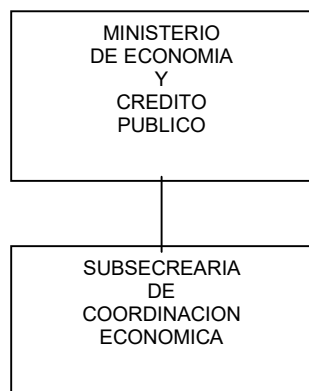 MINISTERIO
DE ECONOMIA
Y
CREDITO
PUBLICO
SUBSECREARIA
DE
COORDINACION
ECONOMICA